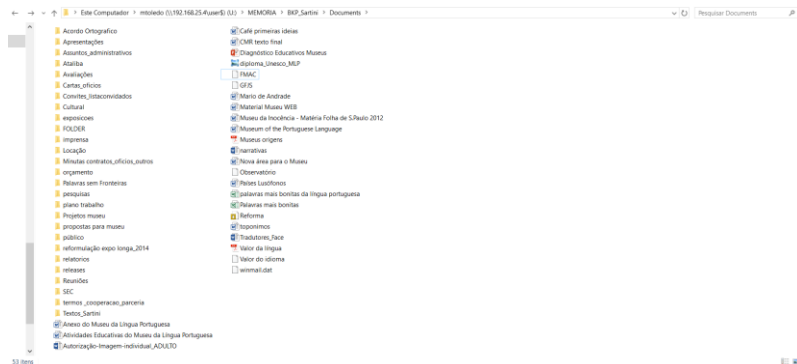 Este Computador > mtoledo (\\192.168.25.4\user$) (U:) > MEMORIA > BKP_Sartini > Documents >
Pesquisar Documents
Acordo Ortografico
Apresentações
Assuntos_administrativos
Ataliba
Avaliações
Cartas_oficios
Convites_listaconvidados
Cultural
exposicoes
FOLDER
imprensa
Locação
Minutas contratos_oficios_outros
orçamento
Palavras sem Fronteiras
pesquisas
plano trabalho
Projetos museu
propostas para museu
público
reformulação expo longa_2014
relatorios
releases
Reuniões
SEC
termos _cooperacao_parceria
Textos_Sartini
Anexo do Museu da Lingua Portuguesa
Atividades Educativas do Museu da Língua Portuguesa
Autorização-Imagem-individual_ADULTO
Café primeiras ideias
CMR texto final
Diagnóstico Educativos Museus
diploma_Unesco_MLP
FMAC
GFJS
Mario de Andrade
Material Museu WEB
Museu da Inocência - Matéria Folha de S.Paulo 2012
Museum of the Portuguese Language
Museus origens
narrativas
Nova área para o Museu
Observatório
Países Lusófonos
palavras mais bonitas da língua portuguesa
Palavras mais bonitas
Reforma
toponimos
Tradutores_Face
Valor da língua
Valor do idioma
winmail.dat
53 itens